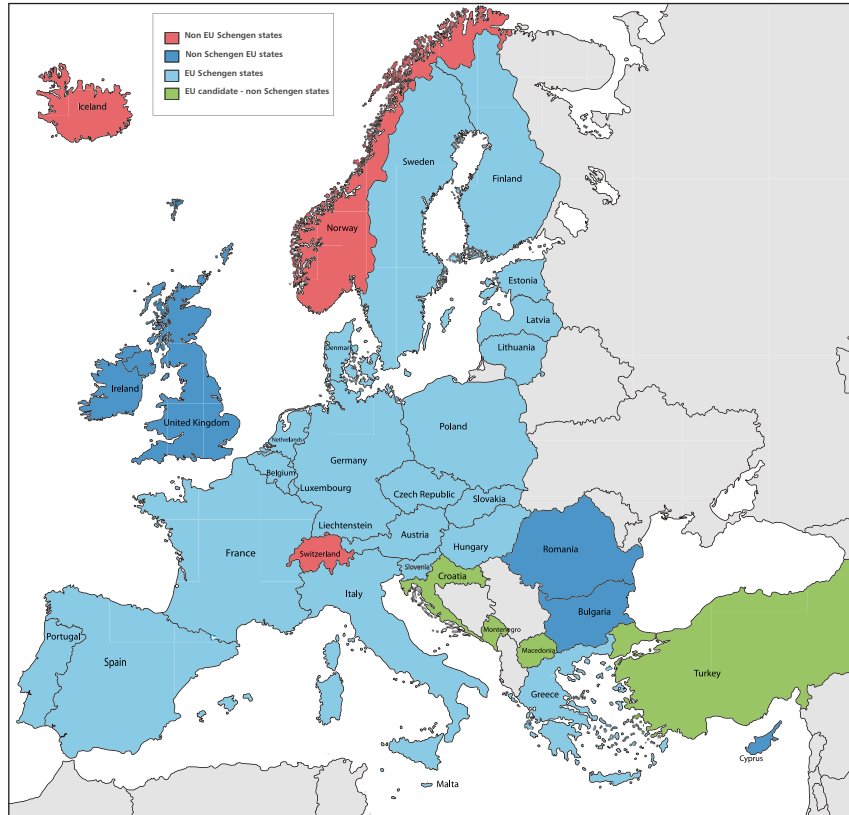 Non EU Schengen states
Non Schengen EU states
EU Schengen states
EU candidate - non Schengen states
Iceland
Sweden
Finland
Norway
Estonia
Latvia
Lithuania
Denmark
Ireland
United Kingdom
Poland
Netherlands
Germany
Belgium
Luxembourg
Czech Republic
Slovakia
Liechtenstein
Austria
France
Switzerland
Hungary
Romania
Slovenia
Croatia
Italy
Bulgaria
Montenegro
Portugal
Macedonia
Spain
Turkey
Greece
Cyprus
Malta